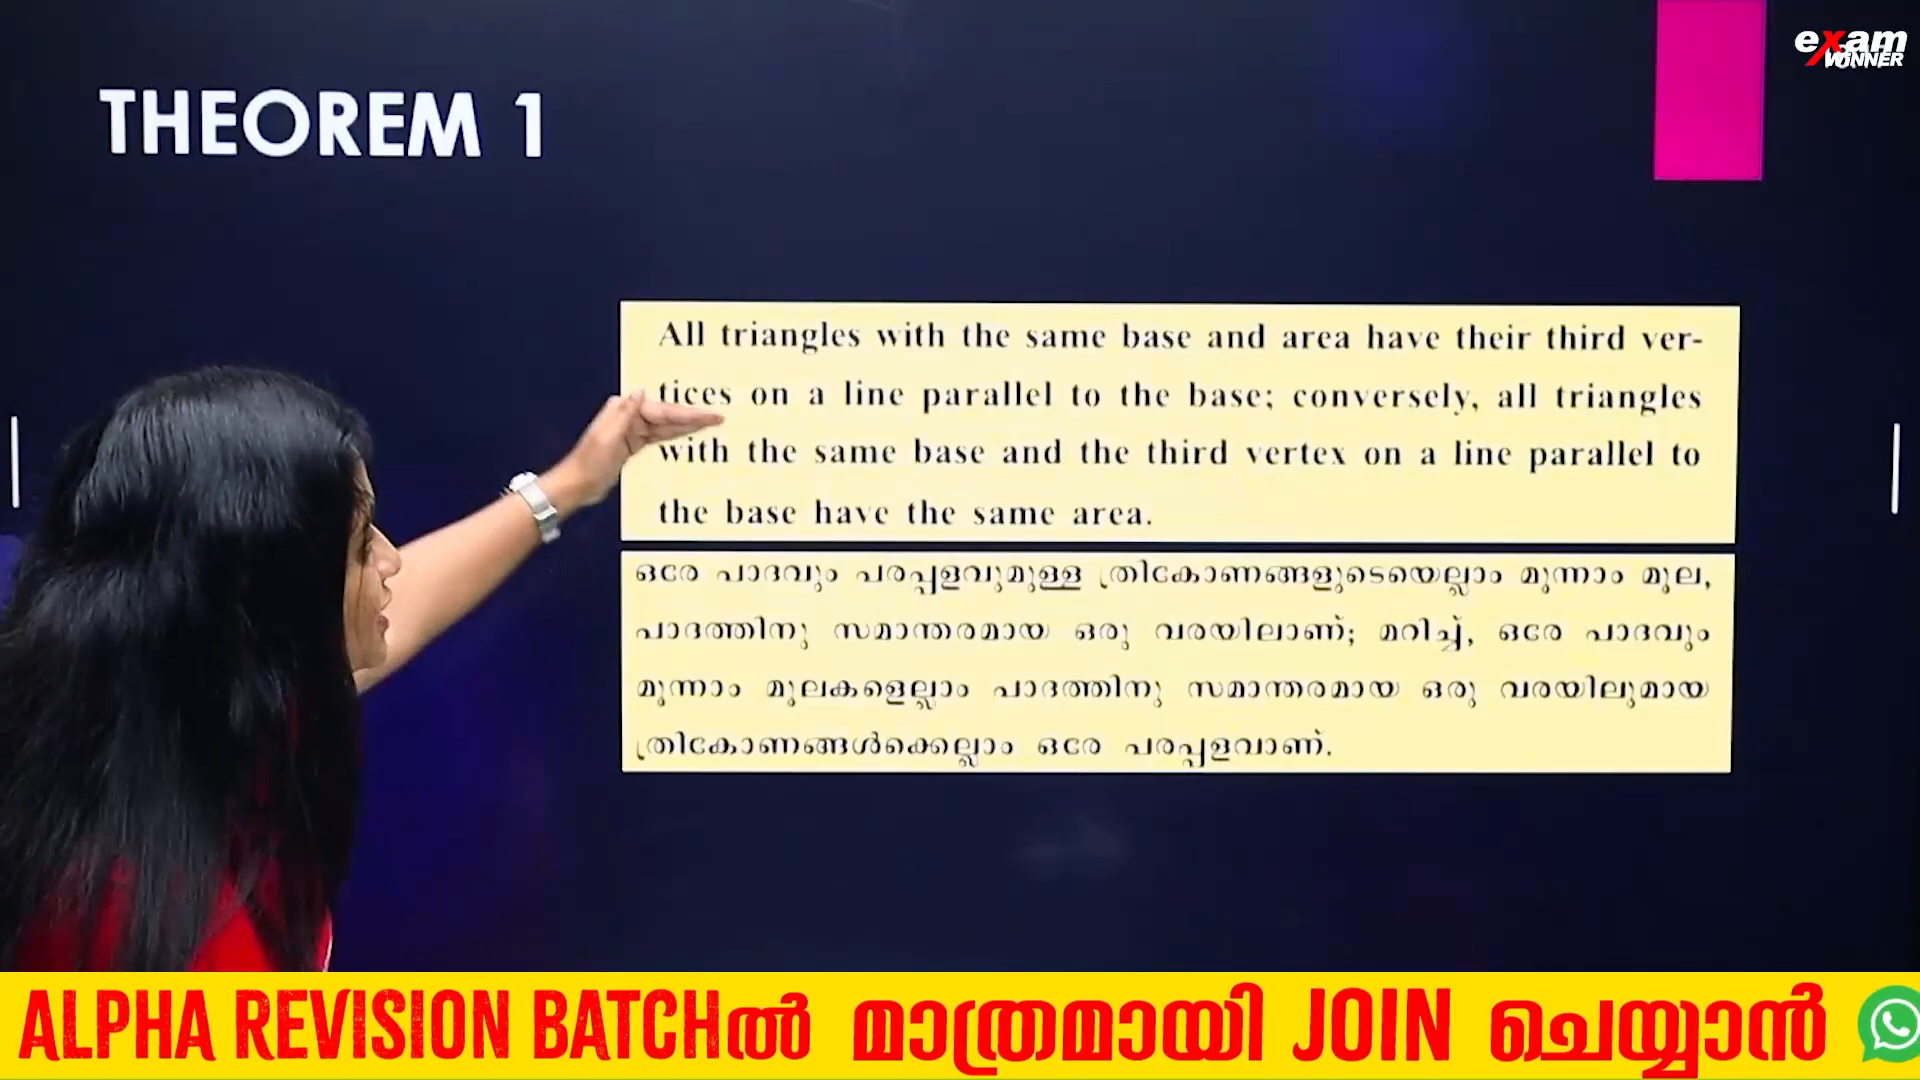 exam
WINNER
THEOREM 1
All triangles with the same base and area have their third ver-
tices on a line parallel to the base; conversely, all triangles
with the same base and the third vertex on a line parallel to
the base have the same area.
ഒരേ പാദവും പരപ്പളവുമുള്ള ത്രികോണങ്ങളുടെയെല്ലാം മൂന്നാം മൂല,
പാദത്തിനു സമാന്തരമായ ഒരു വരയിലാണ്; മറിച്ച്, ഒരേ പാദവും
മൂന്നാം മൂലകളെല്ലാം പാദത്തിനു സമാന്തരമായ ഒരു വരയിലുമായ
ത്രികോണങ്ങൾക്കെല്ലാം ഒരേ പരപ്പളവാണ്.
ALPHA REVISION BATCHൽ മാത്രമായി JOIN ചെയ്യാൻ